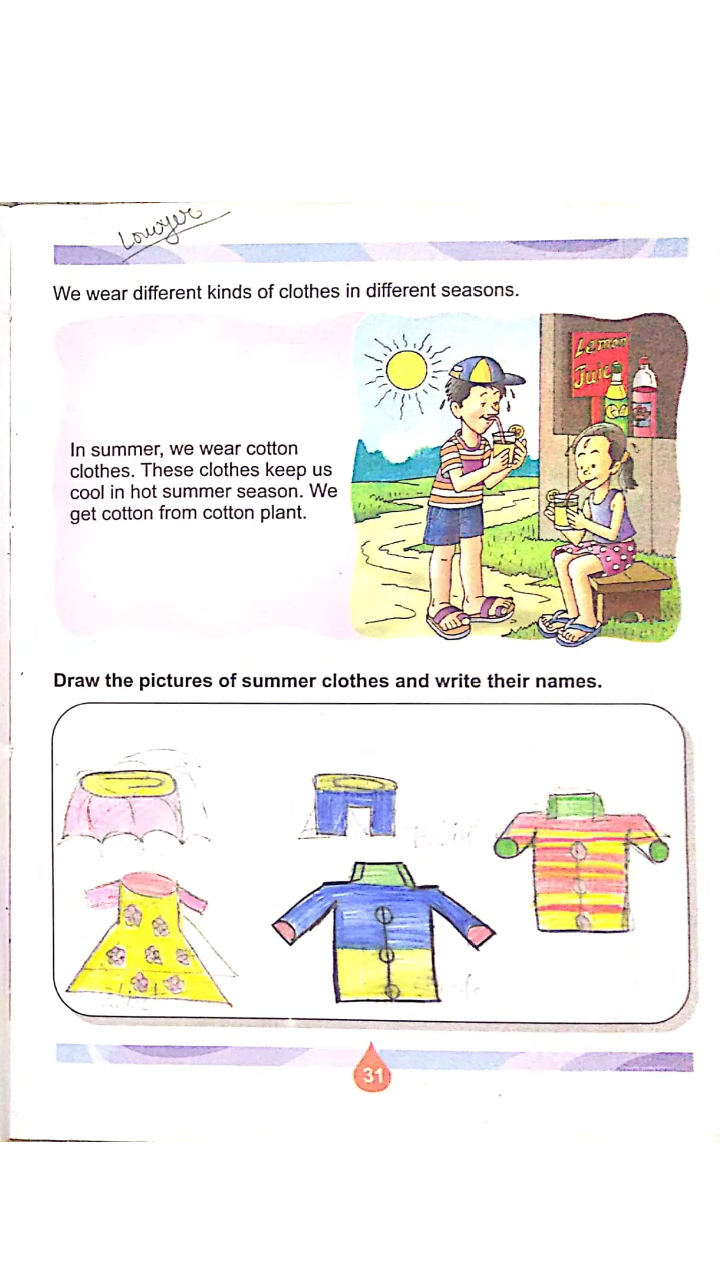 Lowyer
We wear different kinds of clothes in different seasons.
Lemon
Juice
In summer, we wear cotton
clothes. These clothes keep us
cool in hot summer season. We
get cotton from cotton plant.
Draw the pictures of summer clothes and write their names.
31